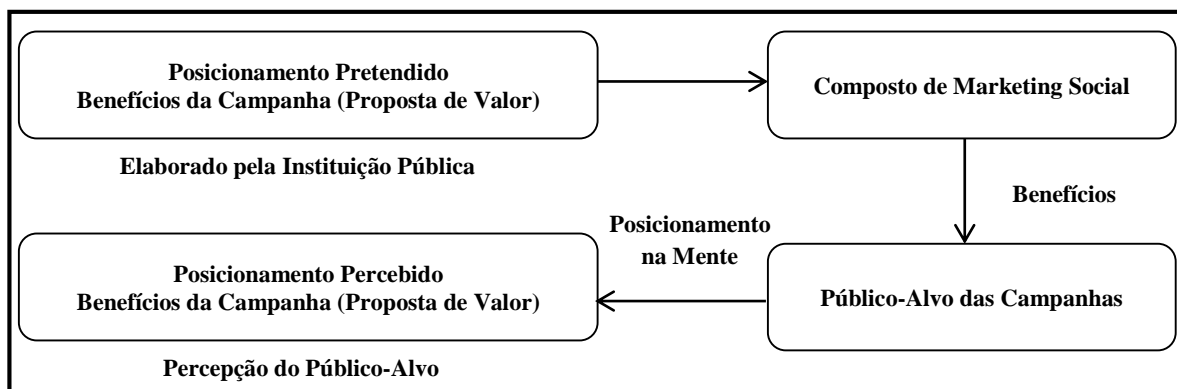 Posicionamento Pretendido
Benefícios da Campanha (Proposta de Valor)
Composto de Marketing Social
Elaborado pela Instituição Pública
Benefícios
Posicionamento
na Mente
Posicionamento Percebido
Benefícios da Campanha (Proposta de Valor)
Público-Alvo das Campanhas
Percepção do Público-Alvo